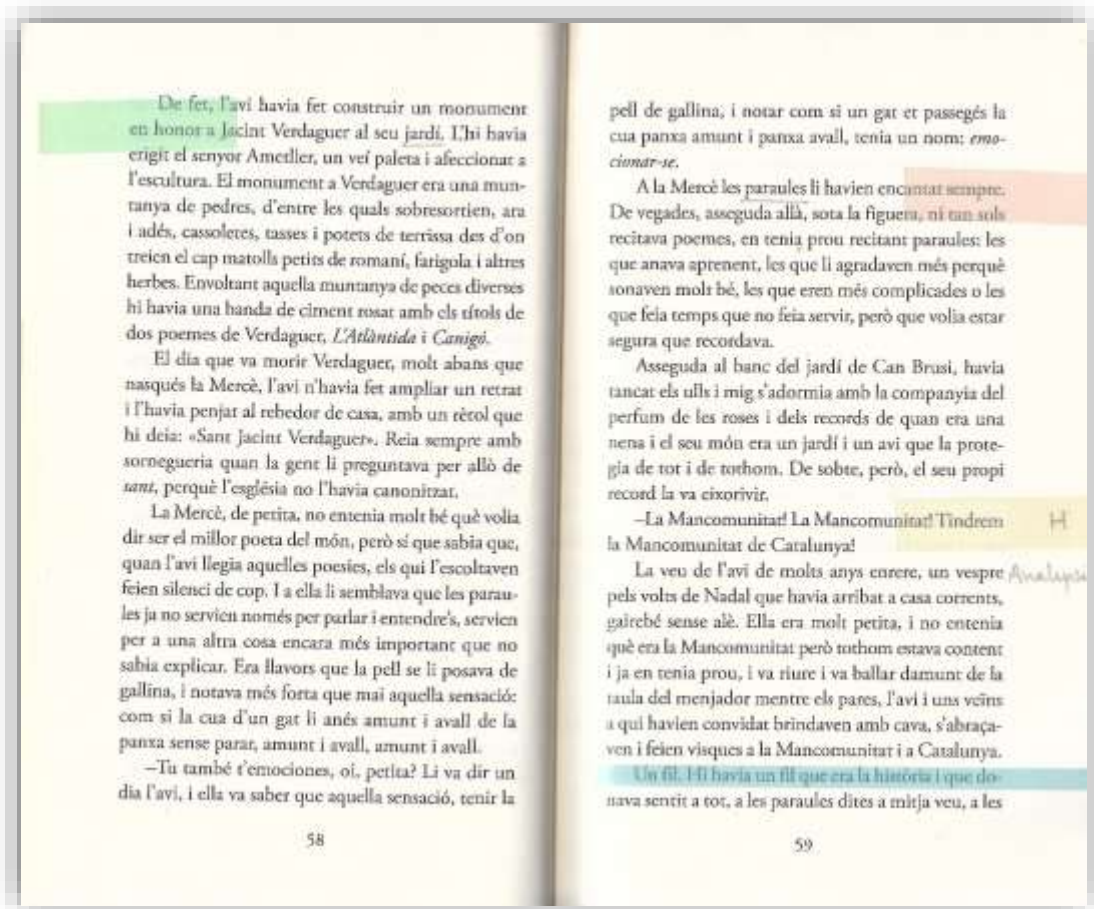 De fet, l'avi havia fet construir un monument
en honor a Jacint Verdaguer al seu jardí. L'hi havia
erigit el senyor Ametller, un veí paleta i afeccionat a
l'escultura. El monument a Verdaguer era una mun-
tanya de pedres, d'entre les quals sobresortien, ara
i adés, cassoletes, tasses i potets de terrissa des d'on
treien el cap matolls petits de romaní, farigola i altres
herbes. Envoltant aquella muntanya de peces diverses
hi havia una banda de ciment rosat amb els títols de
dos poemes de Verdaguer, L'Atlàntida i Canigó.
El dia que va morir Verdaguer, molt abans que
nasqués la Mercè, l'avi n'havia fet ampliar un retrat
i l'havia penjat al rebedor de casa, amb un rètol que
hi deia: «Sant Jacint Verdaguer». Reia sempre amb
sornegueria quan la gent li preguntava per allò de
sant, perquè l'església no l'havia canonitzat.
La Mercè, de petita, no entenia molt bé què volia
dir ser el millor poeta del món, però sí que sabia que,
quan l'avi llegia aquelles poesies, els qui l'escoltaven
feien silenci de cop. I a ella li semblava que les parau-
les ja no servien només per parlar i entendre's, servien
per a una altra cosa encara més important que no
sabia explicar. Era llavors que la pell se li posava de
gallina, i notava més forta que mai aquella sensació:
com si la cua d'un gat li anés amunt i avall de la
panxa sense parar, amunt i avall, amunt i avall.
–Tu també t'emociones, oi, petita? Li va dir un
dia l'avi, i ella va saber que aquella sensació, tenir la
58
pell de gallina, i notar com si un gat et passegés la
cua panxa amunt i panxa avall, tenia un nom: emo-
cionar-se.
A la Mercè les paraules li havien encantat sempre.
De vegades, asseguda allà, sota la figuera, ni tan sols
recitava poemes, en tenia prou recitant paraules: les
que anava aprenent, les que li agradaven més perquè
sonaven molt bé, les que eren més complicades o les
que feia temps que no feia servir, però que volia estar
segura que recordava.
Asseguda al banc del jardí de Can Brusi, havia
tancat els ulls i mig s'adormia amb la companyia del
perfum de les roses i dels records de quan era una
nena i el seu món era un jardí i un avi que la prote-
gia de tot i de tothom. De sobte, però, el seu propi
record la va eixorivir.
–La Mancomunitat! La Mancomunitat! Tindrem H
la Mancomunitat de Catalunya!
La veu de l'avi de molts anys enrere, un vespre
pels volts de Nadal que havia arribat a casa corrents,
gairebé sense alè. Ella era molt petita, i no entenia
què era la Mancomunitat però tothom estava content
i ja en tenia prou, i va riure i va ballar damunt de la
taula del menjador mentre els pares, l'avi i uns veïns
a qui havien convidat brindaven amb cava, s'abraça-
ven i feien visques a la Mancomunitat i a Catalunya.
Un fil. Hi havia un fil que era la història i que do-
nava sentit a tot, a les paraules dites a mitja veu, a les
59